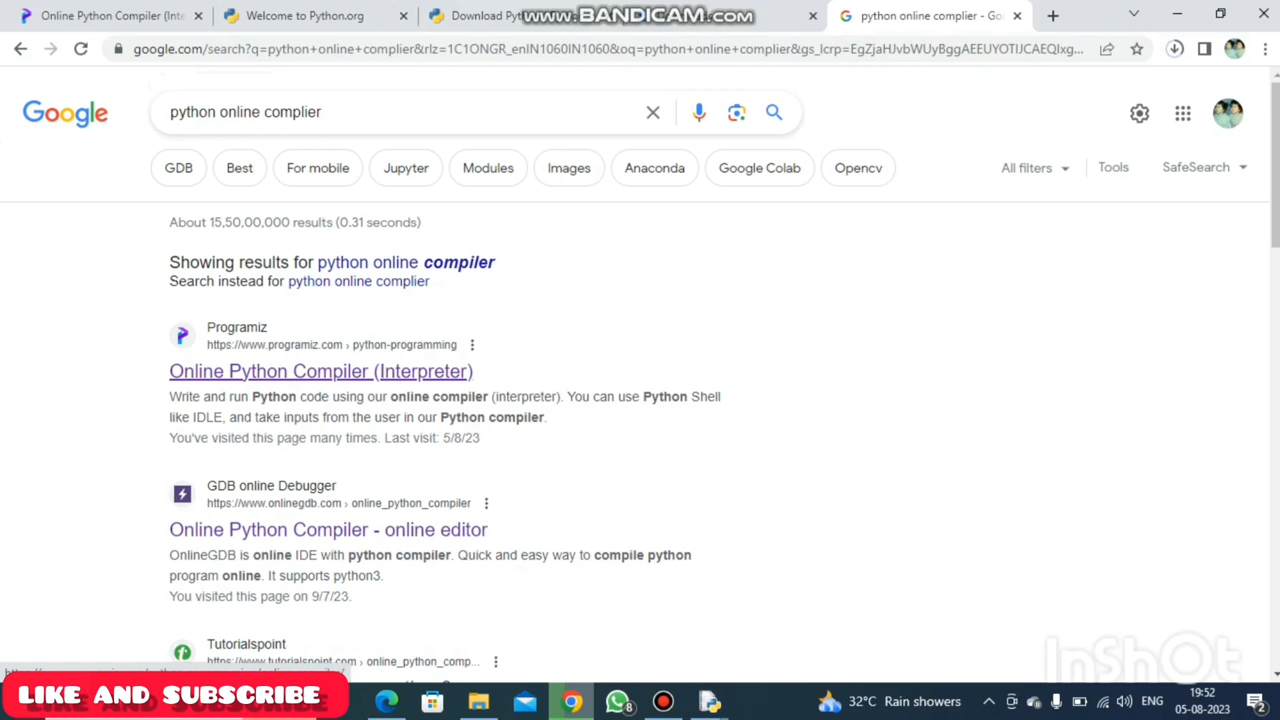 Online Python Compiler (Inte
Welcome to Python.org
Download Py
www.BANDICAM.com
python online complier - Go
google.com/search?q=python+online+complier&rlz=1C1ONGR_enIN1060IN1060&oq=python+online+complier&gs_lcrp=EgZjaHJvbWUyBggAEEUYOTIJCAEQIxg...
Google
python online complier
GDB
Best
For mobile
Jupyter
Modules
Images
Anaconda
Google Colab
Opencv
All filters
Tools
SafeSearch
About 15,50,00,000 results (0.31 seconds)
Showing results for python online compiler
Search instead for python online complier
Programiz
https://www.programiz.com › python-programming
Online Python Compiler (Interpreter)
Write and run Python code using our online compiler (interpreter). You can use Python Shell
like IDLE, and take inputs from the user in our Python compiler.
You've visited this page many times. Last visit: 5/8/23
GDB online Debugger
https://www.onlinegdb.com › online_python_compiler
Online Python Compiler - online editor
OnlineGDB is online IDE with python compiler. Quick and easy way to compile python
program online. It supports python3.
You visited this page on 9/7/23.
Tutorialspoint
https://www.tutorialspoint.com › online_python_comp...
InShOt
LIKE AND SUBSCRIBE
8
32°C Rain showers
ENG
19:52
05-08-2023
2